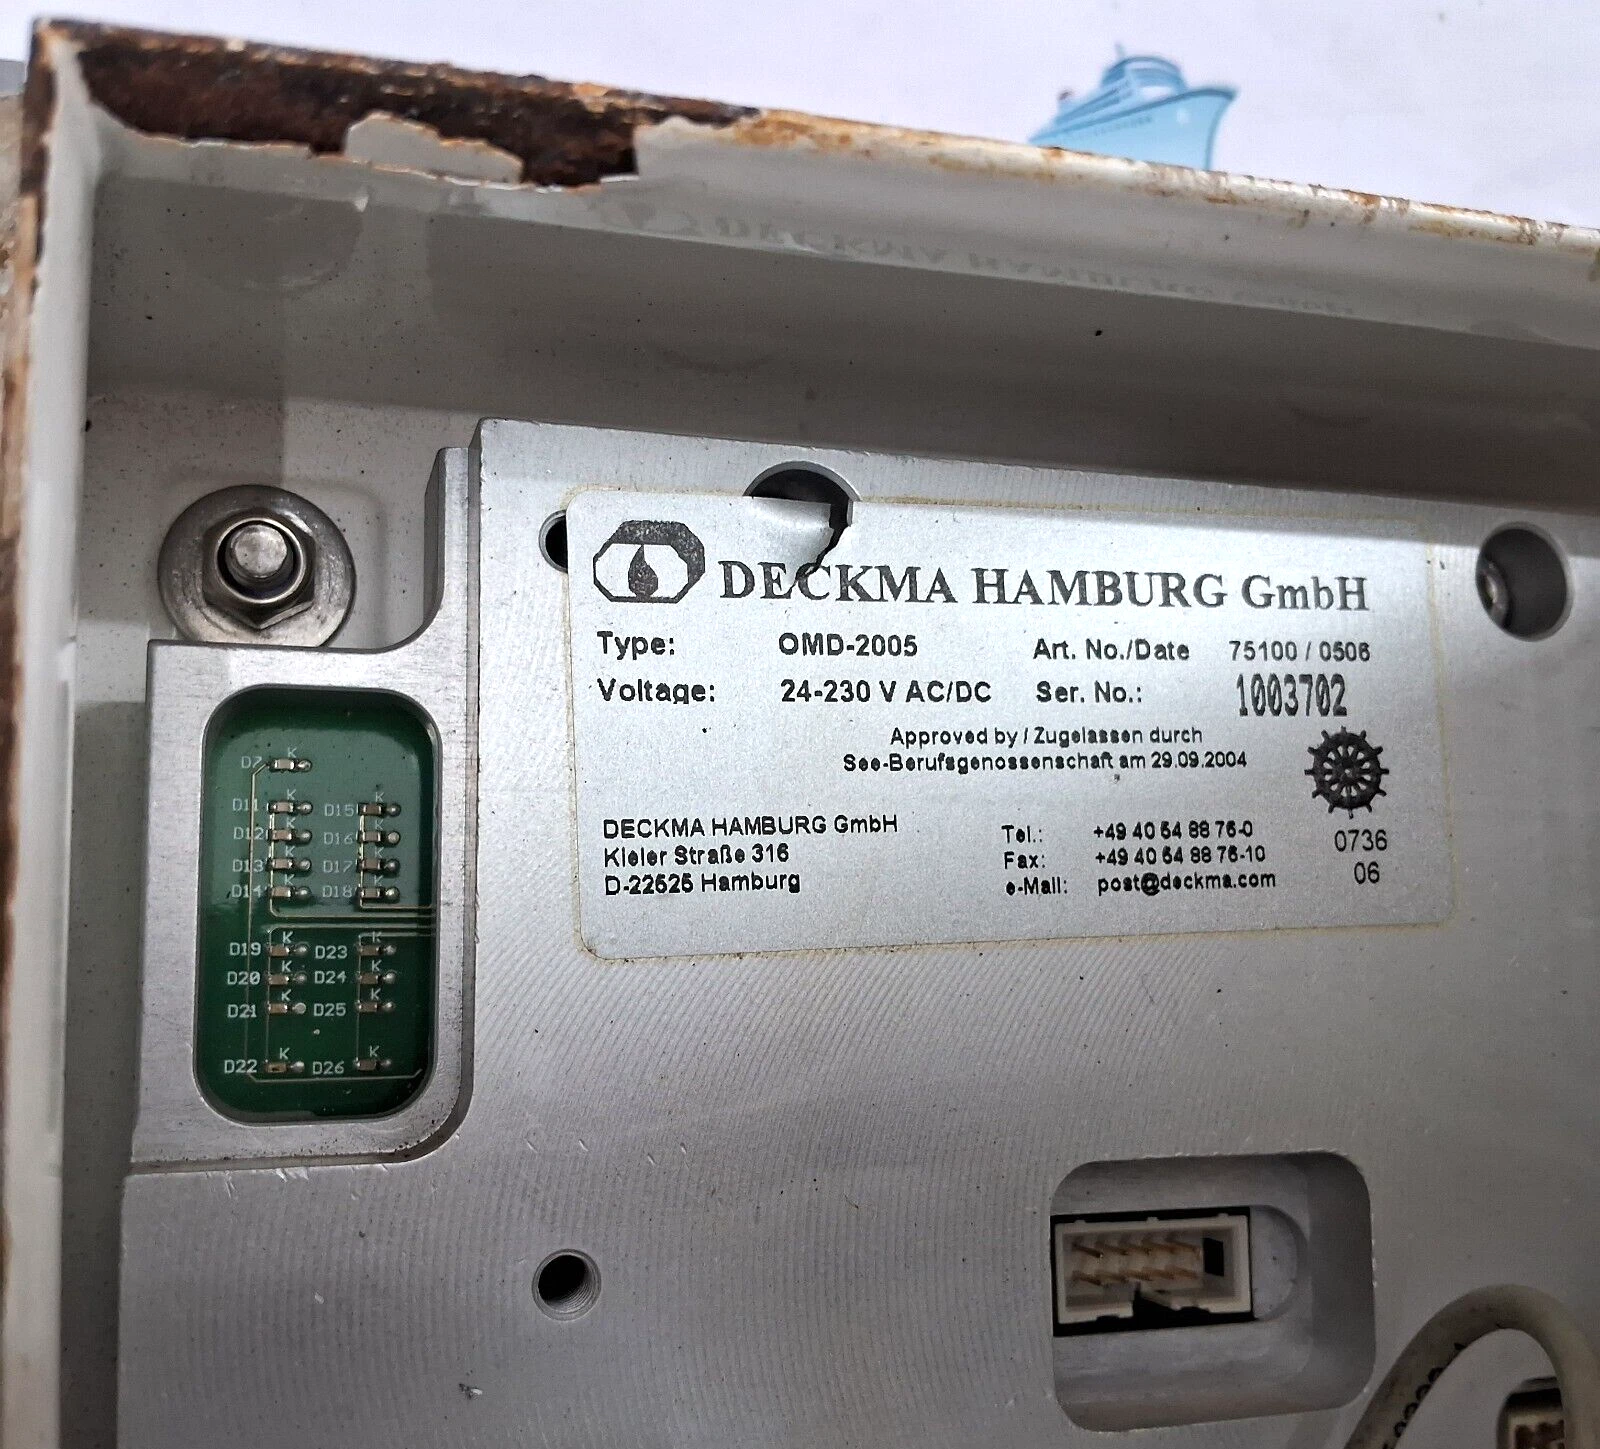 DECKMA HAMBURG GmbH
Type: OMD-2005 Art. No./Date 75100 / 0506
Voltage: 24-230 V AC/DC Ser. No.: 1003702
Approved by / Zugelassen durch
See-Berufsgenossenschaft am 29.09.2004
DECKMA HAMBURG GmbH
Kieler Straße 316
D-22525 Hamburg
Tel.: +49 40 54 88 76-0
Fax: +49 40 54 88 76-10
e-Mail: post@deckma.com
0736
06
K
D7
K
D11
K
D15
K
D12
K
D16
K
D13
K
D17
K
D14
K
D18
K
D19
K
D23
K
D20
K
D24
K
D21
K
D25
K
D22
K
D26